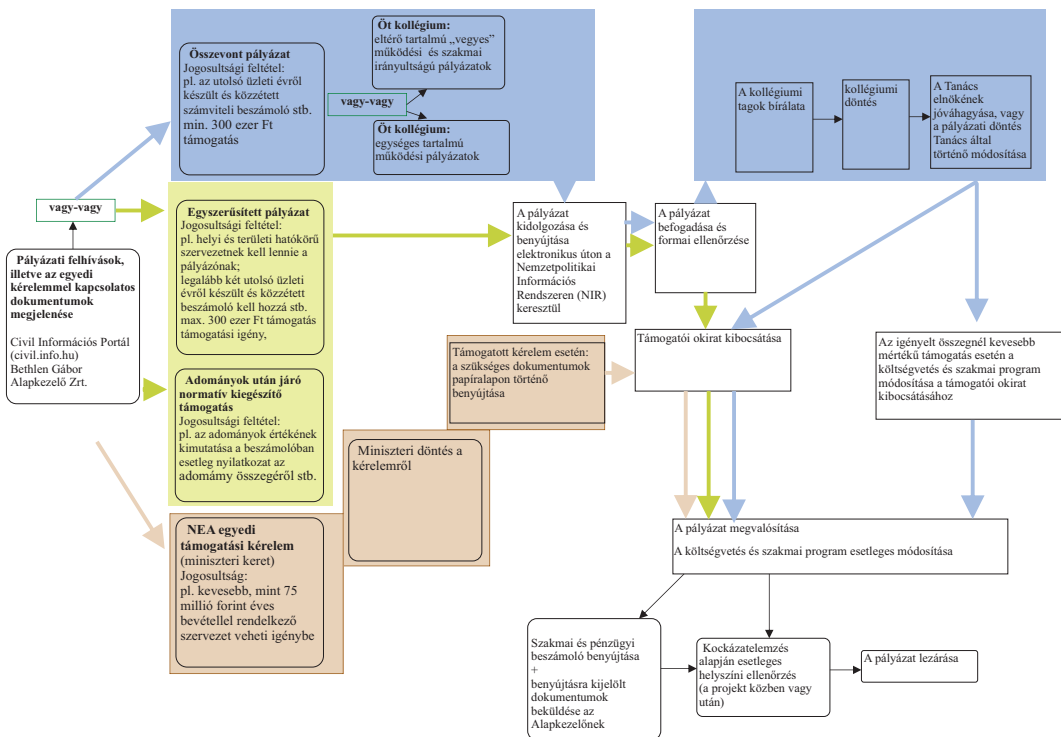 Összevont pályázat
Jogosultsági feltétel:
pl. az utolsó üzleti évről
készült és közzétett
számviteli beszámoló stb.
min. 300 ezer Ft
támogatás
vagy-vagy
Öt kollégium:
eltérő tartalmú „vegyes”
működési és szakmai
irányultságú pályázatok
Öt kollégium:
egységes tartalmú
működési pályázatok
A kollégiumi
tagok bírálata
kollégiumi
döntés
A Tanács
elnökének
jóváhagyása, vagy
a pályázati döntés
Tanács által
történő módosítása
vagy-vagy
Pályázati felhívások,
illetve az egyedi
kérelemmel kapcsolatos
dokumentumok
megjelenése
Civil Információs Portál
(civil.info.hu)
Bethlen Gábor
Alapkezelő Zrt.
Egyszerűsített pályázat
Jogosultsági feltétel:
pl. helyi és területi hatókörű
szervezetnek kell lennie a
pályázónak;
legalább két utolsó üzleti
évről készült és közzétett
beszámoló kell hozzá stb.
max. 300 ezer Ft támogatás
támogatási igény,
A pályázat
kidolgozása és
benyújtása
elektronikus úton a
Nemzetpolitikai
Információs
Rendszeren (NIR)
keresztül
A pályázat
befogadása és
formai ellenőrzése
Adományok után járó
normatív kiegészítő
támogatás
Jogosultsági feltétel:
pl. az adományok értékének
kimutatása a beszámolóban
esetleg nyilatkozat az
adomány összegéről stb.
Támogatott kérelem esetén:
a szükséges dokumentumok
papíralapon történő
benyújtása
Támogatói okirat kibocsátása
Az igényelt összegnél kevesebb
mértékű támogatás esetén a
költségvetés és szakmai program
módosítása a támogatói okirat
kibocsátásához
Miniszteri döntés a
kérelemről
NEA egyedi
támogatási kérelem
(miniszteri keret)
Jogosultság:
pl. kevesebb, mint 75
millió forint éves
bevétellel rendelkező
szervezet veheti igénybe
A pályázat megvalósítása
A költségvetés és szakmai program esetleges módosítása
Szakmai és pénzügyi
beszámoló benyújtása
+
benyújtásra kijelölt
dokumentumok
beküldése az
Alapkezelőnek
Kockázatelemzés
alapján esetleges
helyszíni ellenőrzés
(a projekt közben vagy
után)
A pályázat lezárása